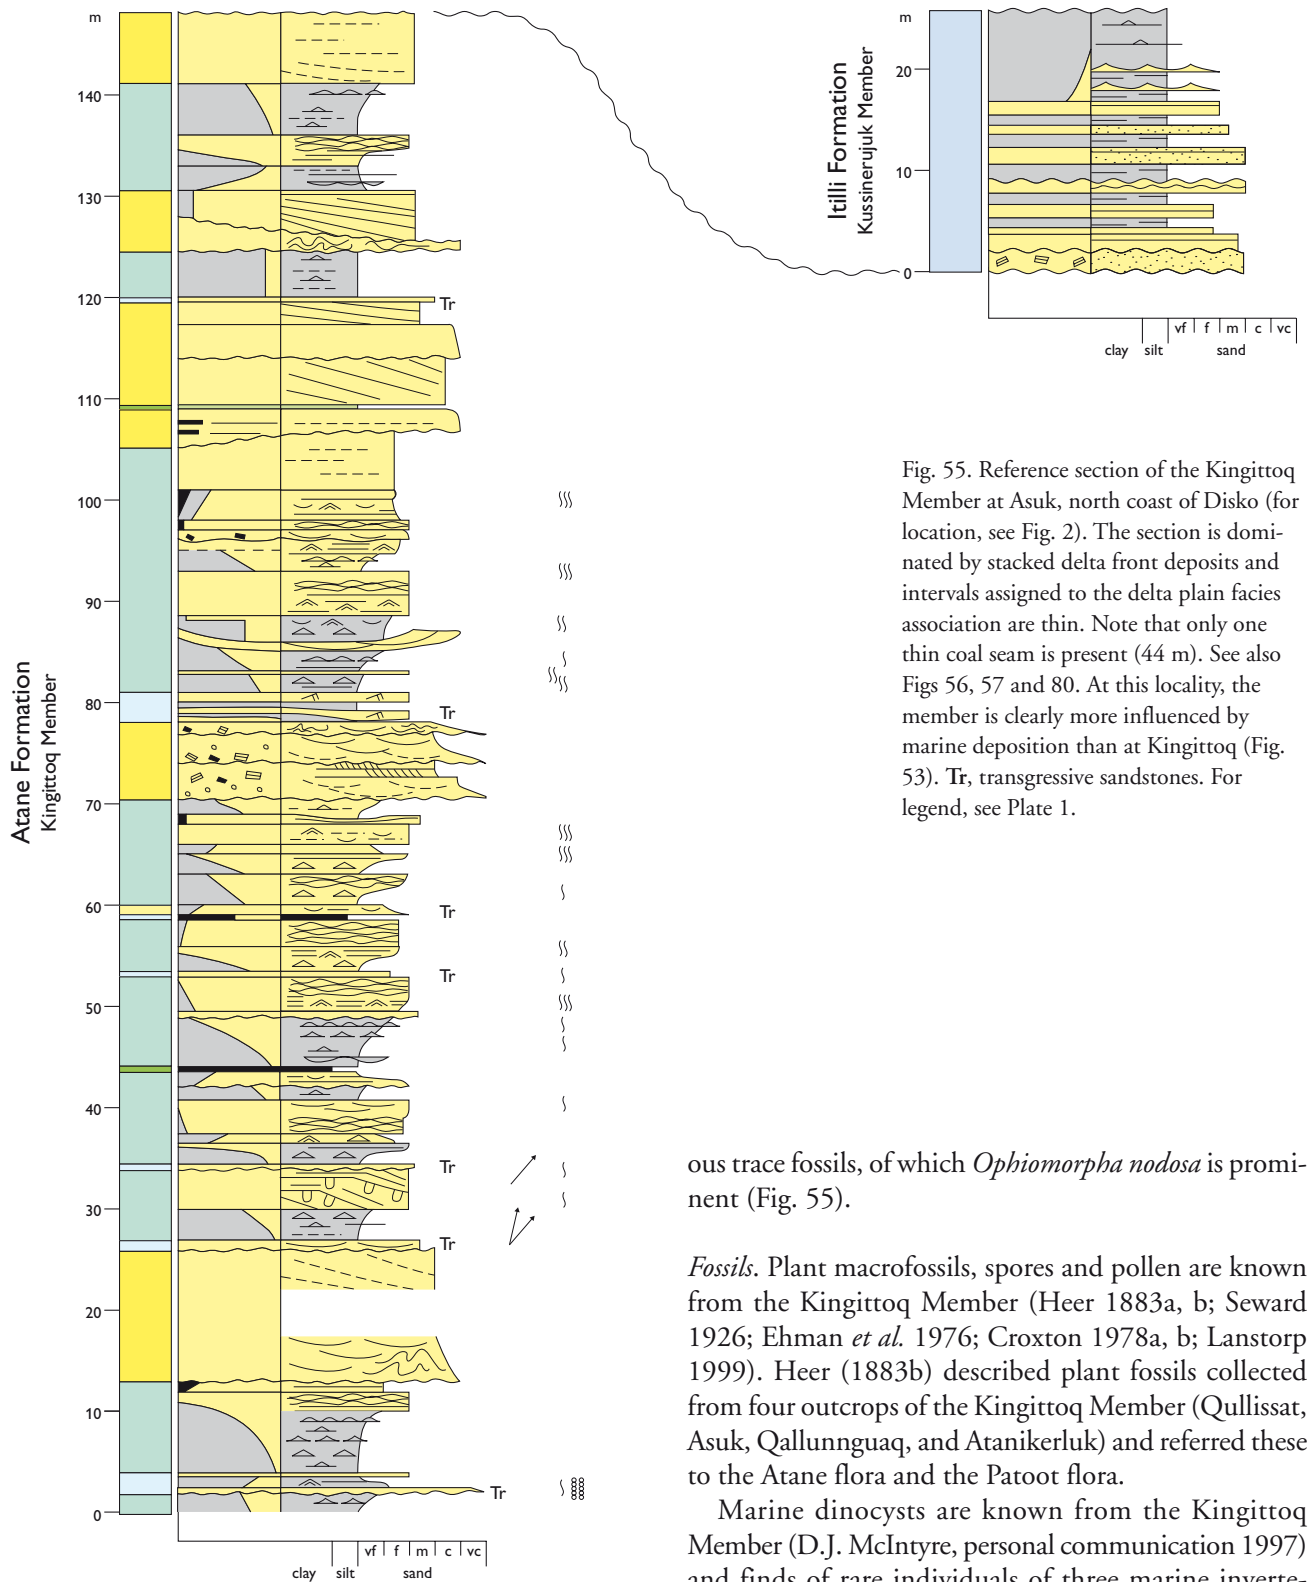 m
140
130
120
110
100
90
80
70
60
50
40
30
20
10
0
Atane Formation
Kingittoq Member
Tr
Tr
Tr
Tr
Tr
Tr
Tr
vf f m c vc
clay silt sand
m
20
10
0
Itilli Formation
Kussinerujuk Member
vf f m c vc
clay silt sand
Fig. 55. Reference section of the Kingittoq
Member at Asuk, north coast of Disko (for
location, see Fig. 2). The section is domi-
nated by stacked delta front deposits and
intervals assigned to the delta plain facies
association are thin. Note that only one
thin coal seam is present (44 m). See also
Figs 56, 57 and 80. At this locality, the
member is clearly more influenced by
marine deposition than at Kingittoq (Fig.
53). Tr, transgressive sandstones. For
legend, see Plate 1.
ous trace fossils, of which Ophiomorpha nodosa is promi-
nent (Fig. 55).
Fossils. Plant macrofossils, spores and pollen are known
from the Kingittoq Member (Heer 1883a, b; Seward
1926; Ehman et al. 1976; Croxton 1978a, b; Lanstorp
1999). Heer (1883b) described plant fossils collected
from four outcrops of the Kingittoq Member (Qullissat,
Asuk, Qallunnguaq, and Atanikerluk) and referred these
to the Atane flora and the Patoot flora.
Marine dinocysts are known from the Kingittoq
Member (D.J. McIntyre, personal communication 1997)
and finds of rare individuals of three marine inverte-